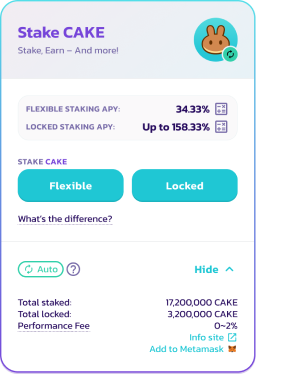 Stake CAKE
Stake, Earn – And more!
FLEXIBLE STAKING APY: 34.33%
LOCKED STAKING APY: Up to 158.33%
STAKE CAKE
Flexible Locked
What's the difference?
Auto ? Hide
Total staked: 17,200,000 CAKE
Total locked: 3,200,000 CAKE
Performance Fee 0~2%
Info site
Add to Metamask